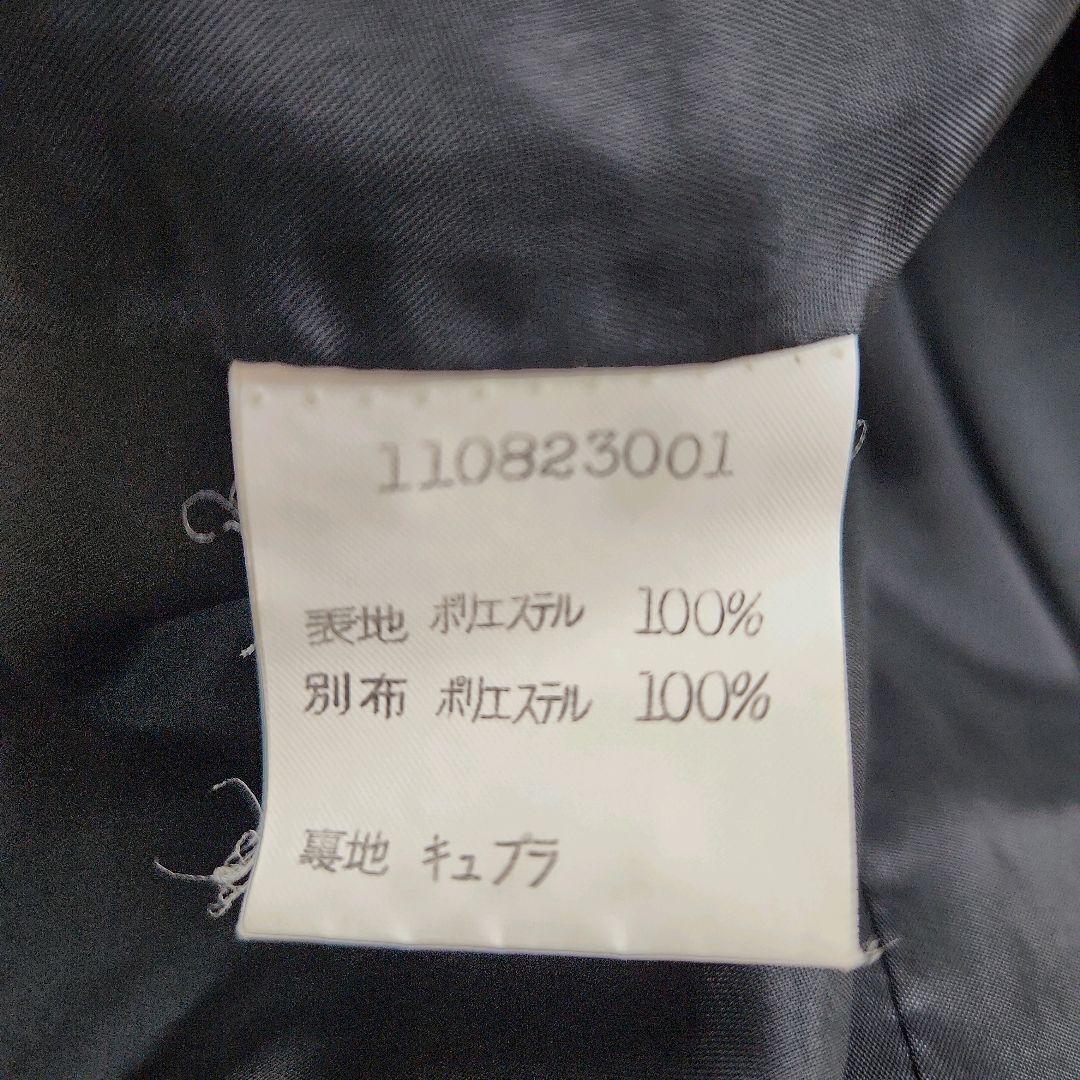 110823001
表地 ポリエステル 100%
別布 ポリエステル 100%
裏地 キュプラ